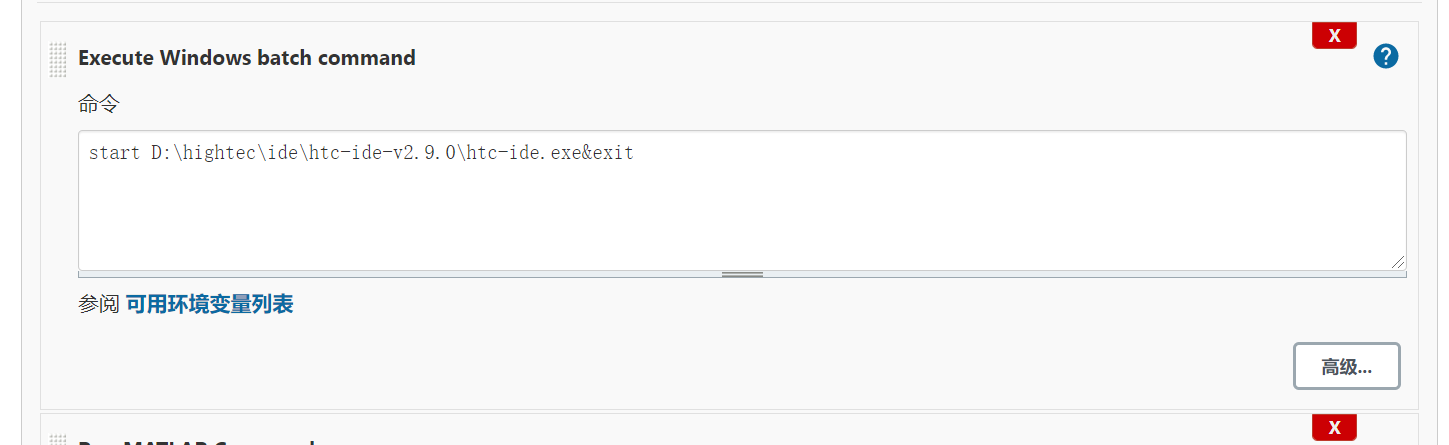 X
Execute Windows batch command
?
命令
start D:\hightec\ide\htc-ide-v2.9.0\htc-ide.exe&exit
参阅 可用环境变量列表
高级...
X